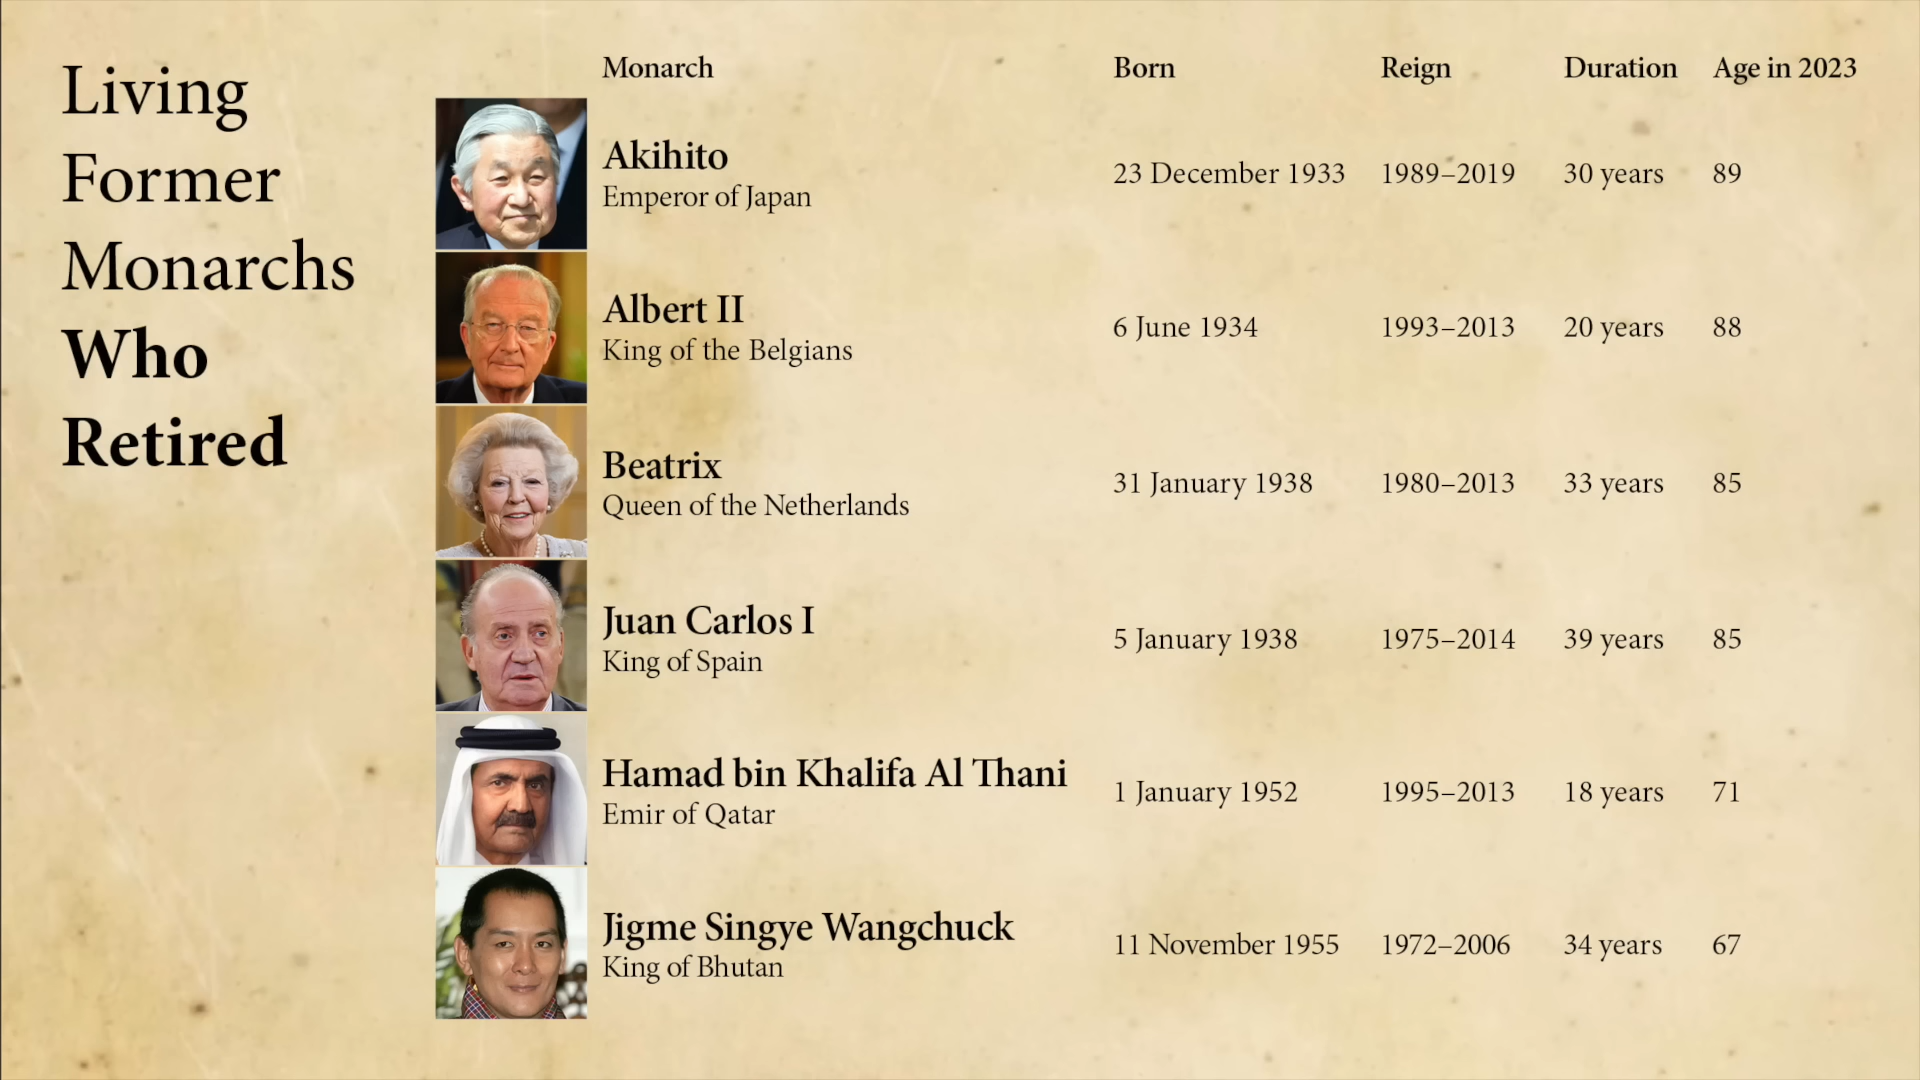 Living
Former
Monarchs
Who
Retired
Monarch Born Reign Duration Age in 2023
Akihito
Emperor of Japan
23 December 1933 1989–2019 30 years 89
Albert II
King of the Belgians
6 June 1934 1993–2013 20 years 88
Beatrix
Queen of the Netherlands
31 January 1938 1980–2013 33 years 85
Juan Carlos I
King of Spain
5 January 1938 1975–2014 39 years 85
Hamad bin Khalifa Al Thani
Emir of Qatar
1 January 1952 1995–2013 18 years 71
Jigme Singye Wangchuck
King of Bhutan
11 November 1955 1972–2006 34 years 67